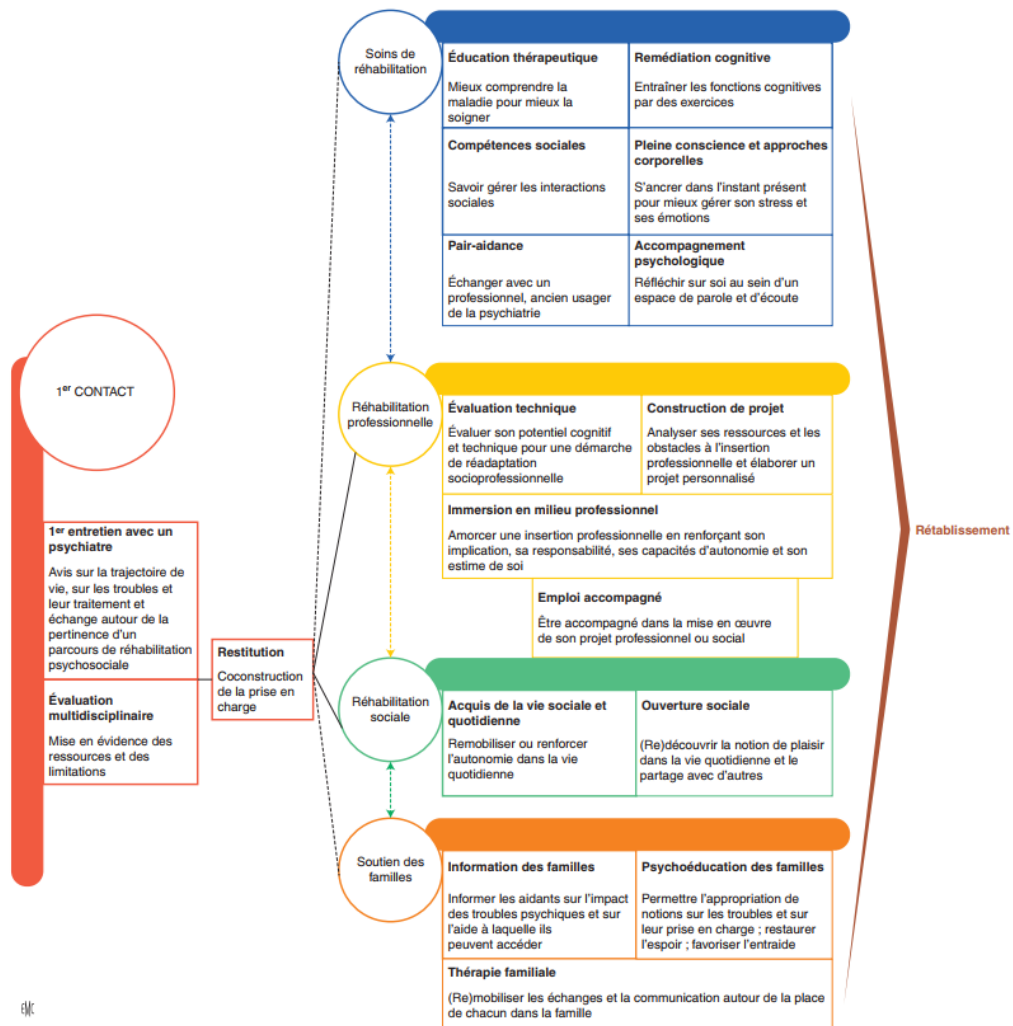 1er CONTACT
1er entretien avec un
psychiatre
Avis sur la trajectoire de
vie, sur les troubles et
leur traitement et
échange autour de la
pertinence d'un
parcours de réhabilitation
psychosociale
Évaluation
multidisciplinaire
Mise en évidence des
ressources et des
limitations
Restitution
Coconstruction
de la prise en
charge
Soins de
réhabilitation
Éducation thérapeutique
Mieux comprendre la
maladie pour mieux la
soigner
Remédiation cognitive
Entraîner les fonctions cognitives
par des exercices
Compétences sociales
Savoir gérer les interactions
sociales
Pleine conscience et approches
corporelles
S'ancrer dans l'instant présent
pour mieux gérer son stress et
ses émotions
Pair-aidance
Échanger avec un
professionnel, ancien usager
de la psychiatrie
Accompagnement
psychologique
Réfléchir sur soi au sein d'un
espace de parole et d'écoute
Réhabilitation
professionnelle
Évaluation technique
Évaluer son potentiel cognitif
et technique pour une démarche
de réadaptation
socioprofessionnelle
Construction de projet
Analyser ses ressources et les
obstacles à l'insertion
professionnelle et élaborer un
projet personnalisé
Immersion en milieu professionnel
Amorcer une insertion professionnelle en renforçant son
implication, sa responsabilité, ses capacités d'autonomie et son
estime de soi
Emploi accompagné
Être accompagné dans la mise en œuvre
de son projet professionnel ou social
Réhabilitation
sociale
Acquis de la vie sociale et
quotidienne
Remobiliser ou renforcer
l'autonomie dans la vie
quotidienne
Ouverture sociale
(Re)découvrir la notion de plaisir
dans la vie quotidienne et le
partage avec d'autres
Soutien des
familles
Information des familles
Informer les aidants sur l'impact
des troubles psychiques et sur
l'aide à laquelle ils
peuvent accéder
Psychoéducation des familles
Permettre l'appropriation de
notions sur les troubles et sur
leur prise en charge ; restaurer
l'espoir ; favoriser l'entraide
Thérapie familiale
(Re)mobiliser les échanges et la communication autour de la place
de chacun dans la famille
Rétablissement
EMC